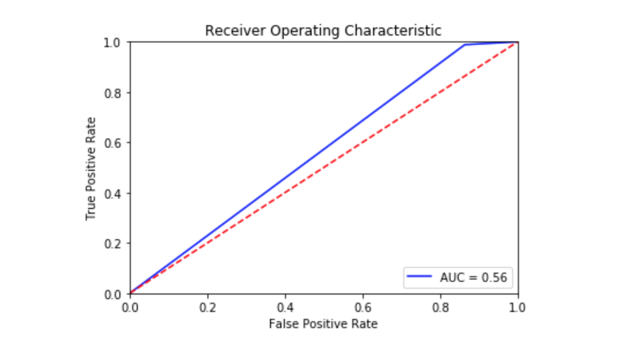 Receiver Operating Characteristic
1.0
0.8
0.6
0.4
0.2
0.0
True Positive Rate
AUC = 0.56
0.0 0.2 0.4 0.6 0.8 1.0
False Positive Rate